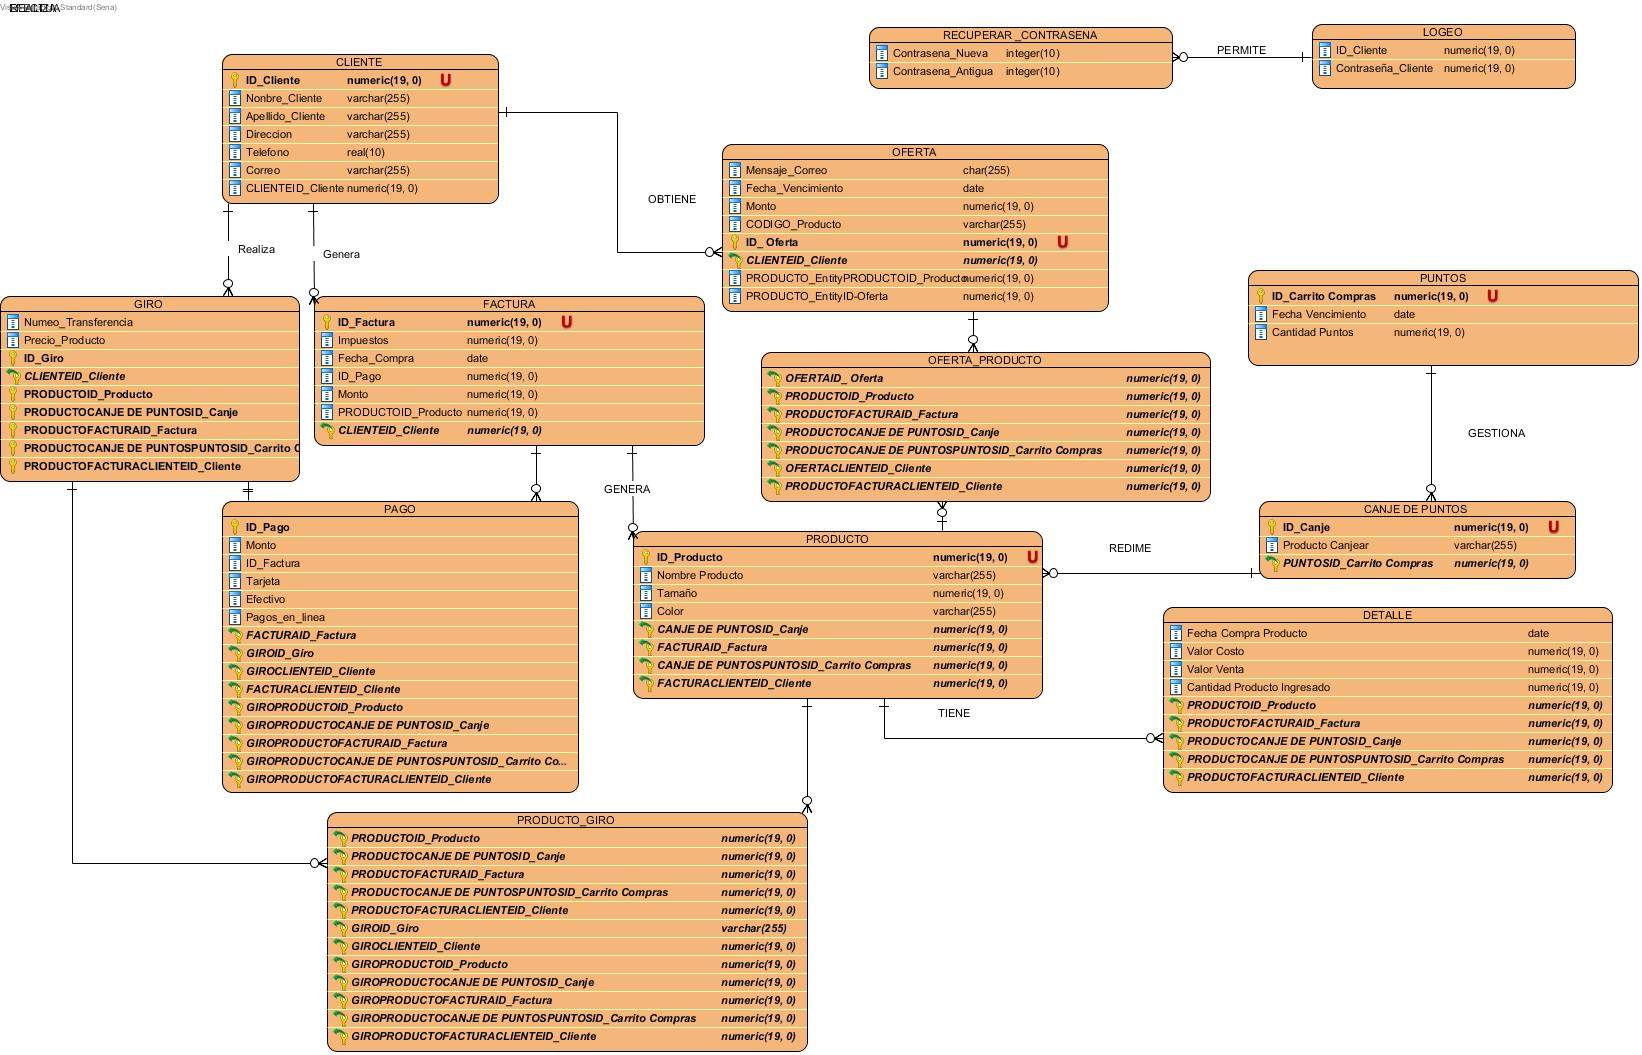 Standard(Sena)
RECUPERAR_CONTRASENA
Contrasena_Nueva integer(10)
Contrasena_Antigua integer(10)
PERMITE
LOGEO
ID_Cliente numeric(19, 0)
Contraseña_Cliente numeric(19, 0)
CLIENTE
ID_Cliente numeric(19, 0) U
Nonbre_Cliente varchar(255)
Apellido_Cliente varchar(255)
Direccion varchar(255)
Telefono real(10)
Correo varchar(255)
CLIENTEID_Cliente numeric(19, 0)
OBTIENE
OFERTA
Mensaje_Correo char(255)
Fecha_Vencimiento date
Monto numeric(19, 0)
CODIGO_Producto varchar(255)
ID_ Oferta numeric(19, 0) U
CLIENTEID_Cliente numeric(19, 0)
PRODUCTO_EntityPRODUCTOID_Producto numeric(19, 0)
PRODUCTO_EntityID-Oferta numeric(19, 0)
Realiza
Genera
PUNTOS
ID_Carrito Compras numeric(19, 0) U
Fecha Vencimiento date
Cantidad Puntos numeric(19, 0)
GIRO
Numeo_Transferencia
Precio_Producto
ID_Giro
CLIENTEID_Cliente
PRODUCTOID_Producto
PRODUCTOCANJE DE PUNTOSID_Canje
PRODUCTOFACTURAID_Factura
PRODUCTOCANJE DE PUNTOSPUNTOSID_Carrito C
PRODUCTOFACTURACLIENTEID_Cliente
FACTURA
ID_Factura numeric(19, 0) U
Impuestos numeric(19, 0)
Fecha_Compra date
ID_Pago numeric(19, 0)
Monto numeric(19, 0)
PRODUCTOID_Producto numeric(19, 0)
CLIENTEID_Cliente numeric(19, 0)
OFERTA_PRODUCTO
OFERTAID_ Oferta numeric(19, 0)
PRODUCTOID_Producto numeric(19, 0)
PRODUCTOFACTURAID_Factura numeric(19, 0)
PRODUCTOCANJE DE PUNTOSID_Canje numeric(19, 0)
PRODUCTOCANJE DE PUNTOSPUNTOSID_Carrito Compras numeric(19, 0)
OFERTACLIENTEID_Cliente numeric(19, 0)
PRODUCTOFACTURACLIENTEID_Cliente numeric(19, 0)
GESTIONA
GENERA
PAGO
ID_Pago
Monto
ID_Factura
Tarjeta
Efectivo
Pagos_en_linea
FACTURAID_Factura
GIROID_Giro
GIROCLIENTEID_Cliente
FACTURACLIENTEID_Cliente
GIROPRODUCTOID_Producto
GIROPRODUCTOCANJE DE PUNTOSID_Canje
GIROPRODUCTOFACTURAID_Factura
GIROPRODUCTOCANJE DE PUNTOSPUNTOSID_Carrito Co...
GIROPRODUCTOFACTURACLIENTEID_Cliente
PRODUCTO
ID_Producto numeric(19, 0) U
Nombre Producto varchar(255)
Tamaño numeric(19, 0)
Color varchar(255)
CANJE DE PUNTOSID_Canje numeric(19, 0)
FACTURAID_Factura numeric(19, 0)
CANJE DE PUNTOSPUNTOSID_Carrito Compras numeric(19, 0)
FACTURACLIENTEID_Cliente numeric(19, 0)
REDIME
CANJE DE PUNTOS
ID_Canje numeric(19, 0) U
Producto Canjear varchar(255)
PUNTOSID_Carrito Compras numeric(19, 0)
TIENE
DETALLE
Fecha Compra Producto date
Valor Costo numeric(19, 0)
Valor Venta numeric(19, 0)
Cantidad Producto Ingresado numeric(19, 0)
PRODUCTOID_Producto numeric(19, 0)
PRODUCTOFACTURAID_Factura numeric(19, 0)
PRODUCTOCANJE DE PUNTOSID_Canje numeric(19, 0)
PRODUCTOCANJE DE PUNTOSPUNTOSID_Carrito Compras numeric(19, 0)
PRODUCTOFACTURACLIENTEID_Cliente numeric(19, 0)
PRODUCTO_GIRO
PRODUCTOID_Producto numeric(19, 0)
PRODUCTOCANJE DE PUNTOSID_Canje numeric(19, 0)
PRODUCTOFACTURAID_Factura numeric(19, 0)
PRODUCTOCANJE DE PUNTOSPUNTOSID_Carrito Compras numeric(19, 0)
PRODUCTOFACTURACLIENTEID_Cliente numeric(19, 0)
GIROID_Giro varchar(255)
GIROCLIENTEID_Cliente numeric(19, 0)
GIROPRODUCTOID_Producto numeric(19, 0)
GIROPRODUCTOCANJE DE PUNTOSID_Canje numeric(19, 0)
GIROPRODUCTOFACTURAID_Factura numeric(19, 0)
GIROPRODUCTOCANJE DE PUNTOSPUNTOSID_Carrito Compras numeric(19, 0)
GIROPRODUCTOFACTURACLIENTEID_Cliente numeric(19, 0)